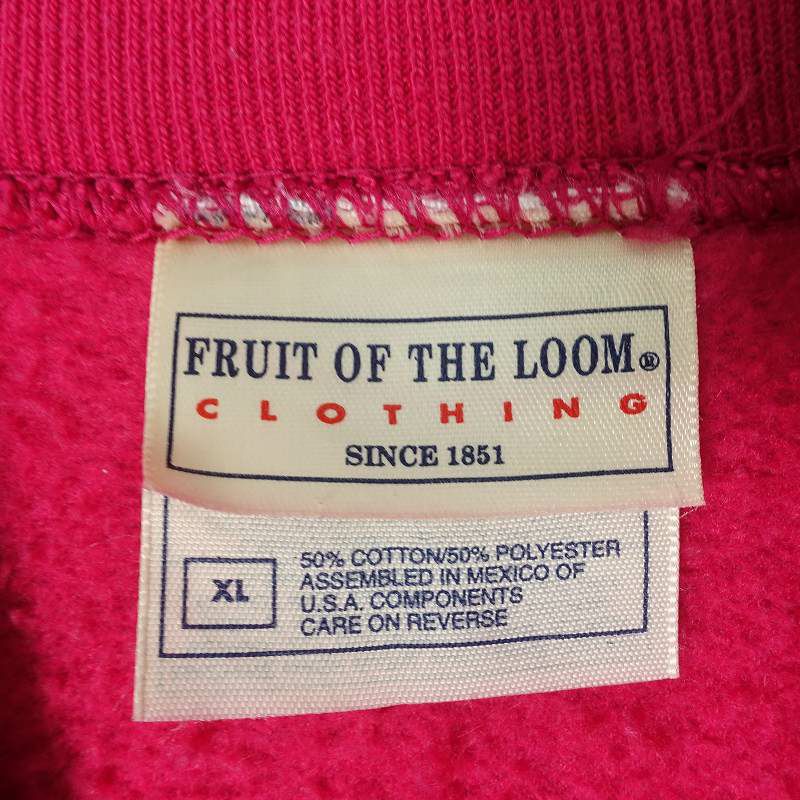 FRUIT OF THE LOOM®
CLOTHING
SINCE 1851
XL
50% COTTON/50% POLYESTER
ASSEMBLED IN MEXICO OF
U.S.A. COMPONENTS
CARE ON REVERSE